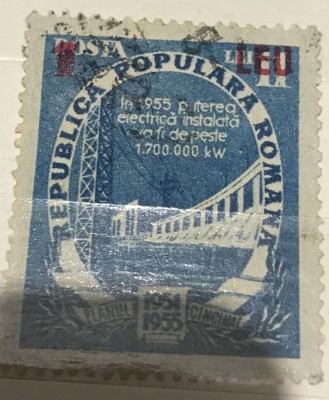 POSTA
1 LEU
REPUBLICA POPULARA ROMANA
In 1955 puterea
electrică instalată
va fi de peste
1.700.000 kW
PLANUL 1951 1955 CINCINAL